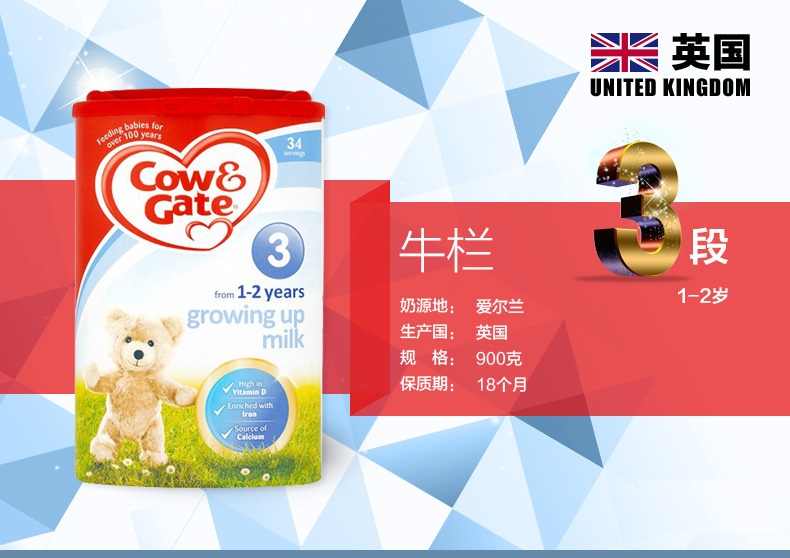 英国
UNITED KINGDOM
Feeding babies for
over 100 years
34
servings
Cow&
Gate®
3
from 1-2 years
growing up
milk
High in
Vitamin D
Enriched with
Iron
Source of
Calcium
3段
1-2岁
牛栏
奶源地： 爱尔兰
生产国： 英国
规 格： 900克
保质期： 18个月